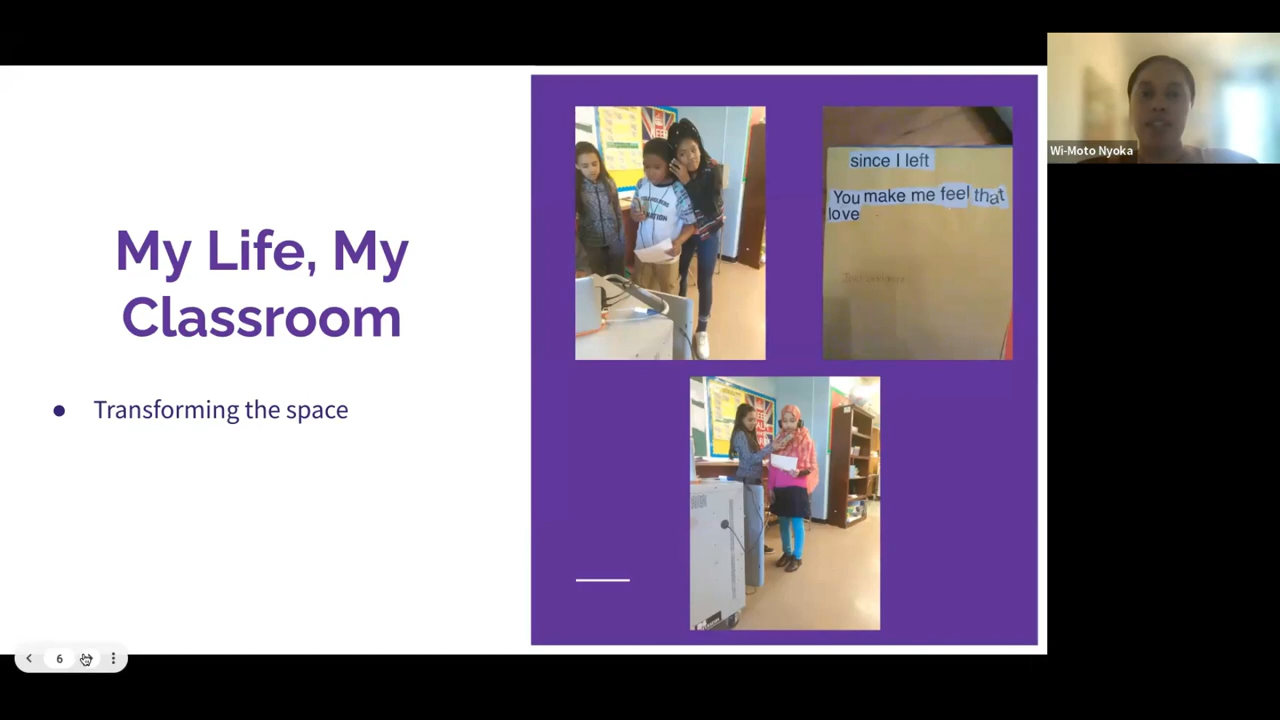 My Life, My
Classroom
● Transforming the space
since I left
You make me feel that
love
Wi-Moto Nyoka
6